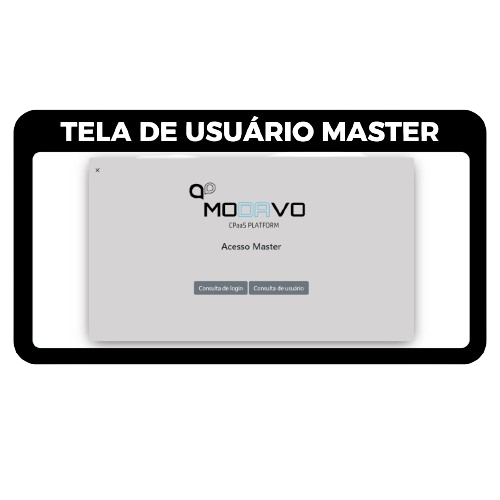 TELA DE USUÁRIO MASTER
×
MODAVO
CPaaS PLATFORM
Acesso Master
Consulta de login Consulta de usuário